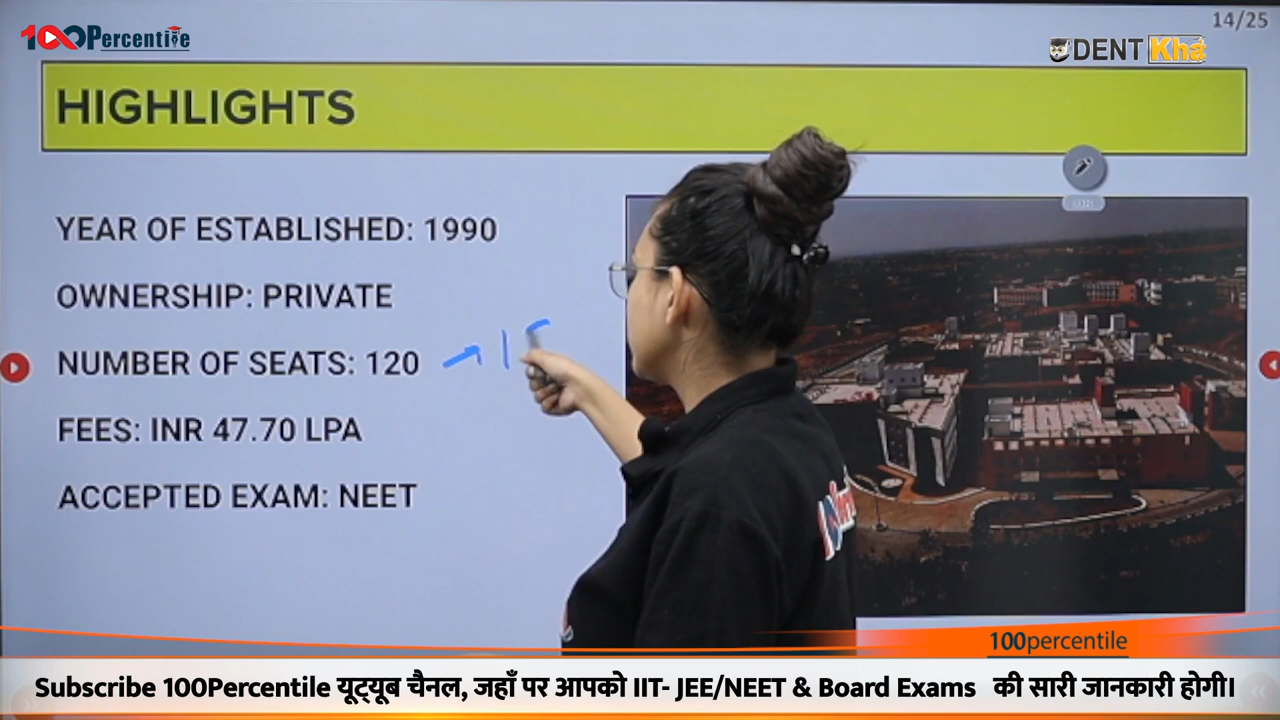 100Percentile
14/25
DENT Kha
HIGHLIGHTS
YEAR OF ESTABLISHED: 1990
OWNERSHIP: PRIVATE
NUMBER OF SEATS: 120
FEES: INR 47.70 LPA
ACCEPTED EXAM: NEET
100percentile
Subscribe 100Percentile यूट्यूब चैनल, जहाँ पर आपको IIT- JEE/NEET & Board Exams की सारी जानकारी होगी।